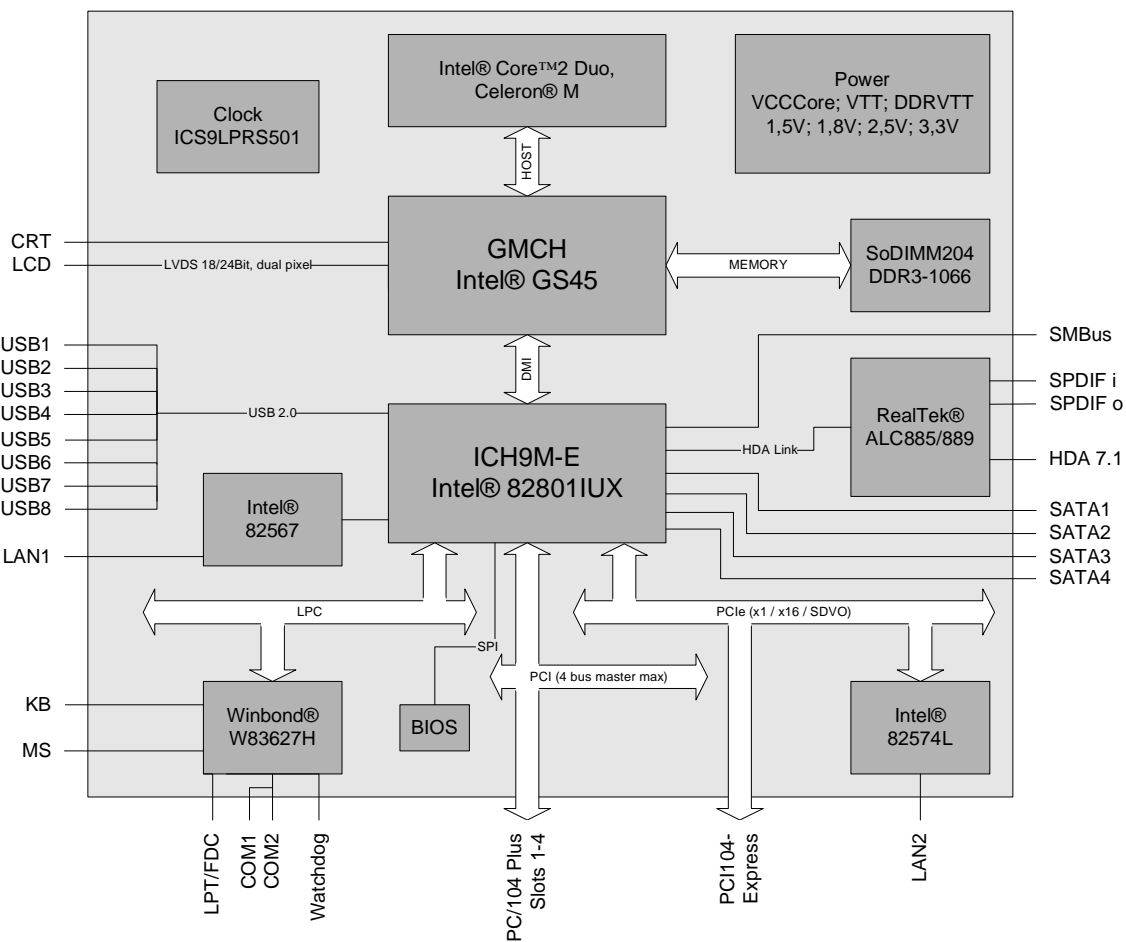 Intel® Core™2 Duo,
Celeron® M
Power
VCCCore; VTT; DDRVTT
1,5V; 1,8V; 2,5V; 3,3V
Clock
ICS9LPRS501
HOST
CRT
LCD
LVDS 18/24Bit, dual pixel
GMCH
Intel® GS45
MEMORY
SoDIMM204
DDR3-1066
DMI
USB1
USB2
USB3
USB4
USB5
USB6
USB7
USB8
USB 2.0
ICH9M-E
Intel® 82801IUX
HDA Link
RealTek®
ALC885/889
SMBus
SPDIF i
SPDIF o
HDA 7.1
SATA1
SATA2
SATA3
SATA4
Intel®
82567
LAN1
LPC
SPI
PCIe (x1 / x16 / SDVO)
PCI (4 bus master max)
KB
MS
Winbond®
W83627H
BIOS
Intel®
82574L
LPT/FDC
COM1
COM2
Watchdog
PC/104 Plus
Slots 1-4
PCI104-
Express
LAN2